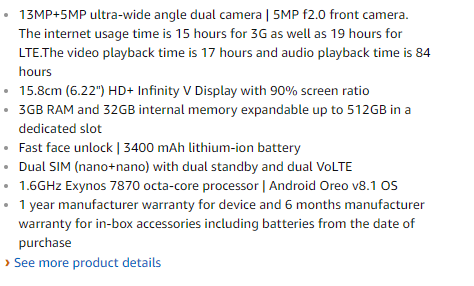 13MP+5MP ultra-wide angle dual camera | 5MP f2.0 front camera.
The internet usage time is 15 hours for 3G as well as 19 hours for
LTE.The video playback time is 17 hours and audio playback time is 84
hours
15.8cm (6.22") HD+ Infinity V Display with 90% screen ratio
3GB RAM and 32GB internal memory expandable up to 512GB in a
dedicated slot
Fast face unlock | 3400 mAh lithium-ion battery
Dual SIM (nano+nano) with dual standby and dual VoLTE
1.6GHz Exynos 7870 octa-core processor | Android Oreo v8.1 OS
1 year manufacturer warranty for device and 6 months manufacturer
warranty for in-box accessories including batteries from the date of
purchase
› See more product details